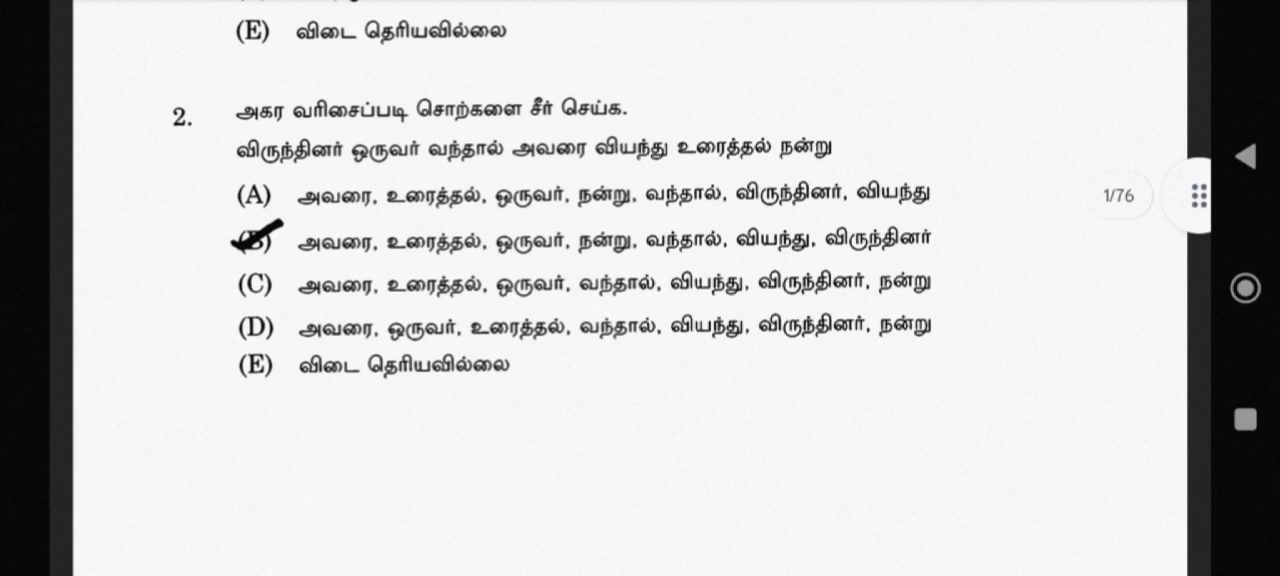 (E) விடை தெரியவில்லை
2. அகர வரிசைப்படி சொற்களை சீர் செய்க.
விருந்தினர் ஒருவர் வந்தால் அவரை வியந்து உரைத்தல் நன்று
(A) அவரை, உரைத்தல், ஒருவர், நன்று, வந்தால், விருந்தினர், வியந்து
1/76
(B) அவரை, உரைத்தல், ஒருவர், நன்று, வந்தால், வியந்து, விருந்தினர்
(C) அவரை, உரைத்தல், ஒருவர், வந்தால், வியந்து, விருந்தினர், நன்று
(D) அவரை, ஒருவர், உரைத்தல், வந்தால், வியந்து, விருந்தினர், நன்று
(E) விடை தெரியவில்லை